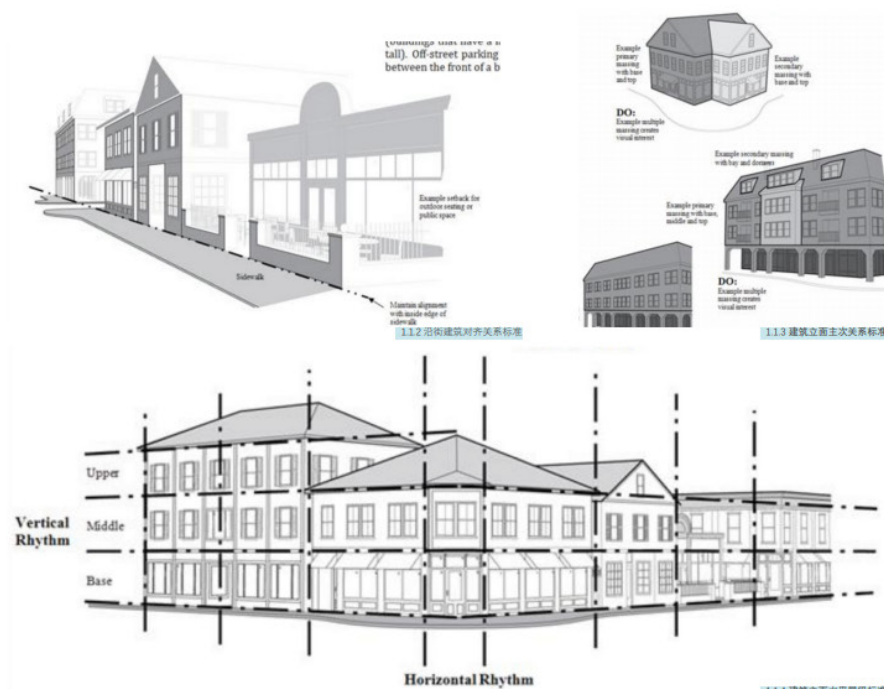 (buildings that have a
tall). Off-street parking
between the front of a b
Example setback for
outdoor seating or
public space
Sidewalk
Maintain alignment
with inside edge of
sidewalk
1.1.2 沿街建筑对齐关系标准
Example
primary
massing
with base
and top
Example
secondary
massing with
base and top
DO:
Example multiple
massing creates
visual interest
Example secondary massing
with bay and dormers
Example primary
massing with base,
middle and top
DO:
Example multiple
massing creates
visual interest
1.1.3 建筑立面主次关系标准
Upper
Vertical
Rhythm
Middle
Base
Horizontal Rhythm